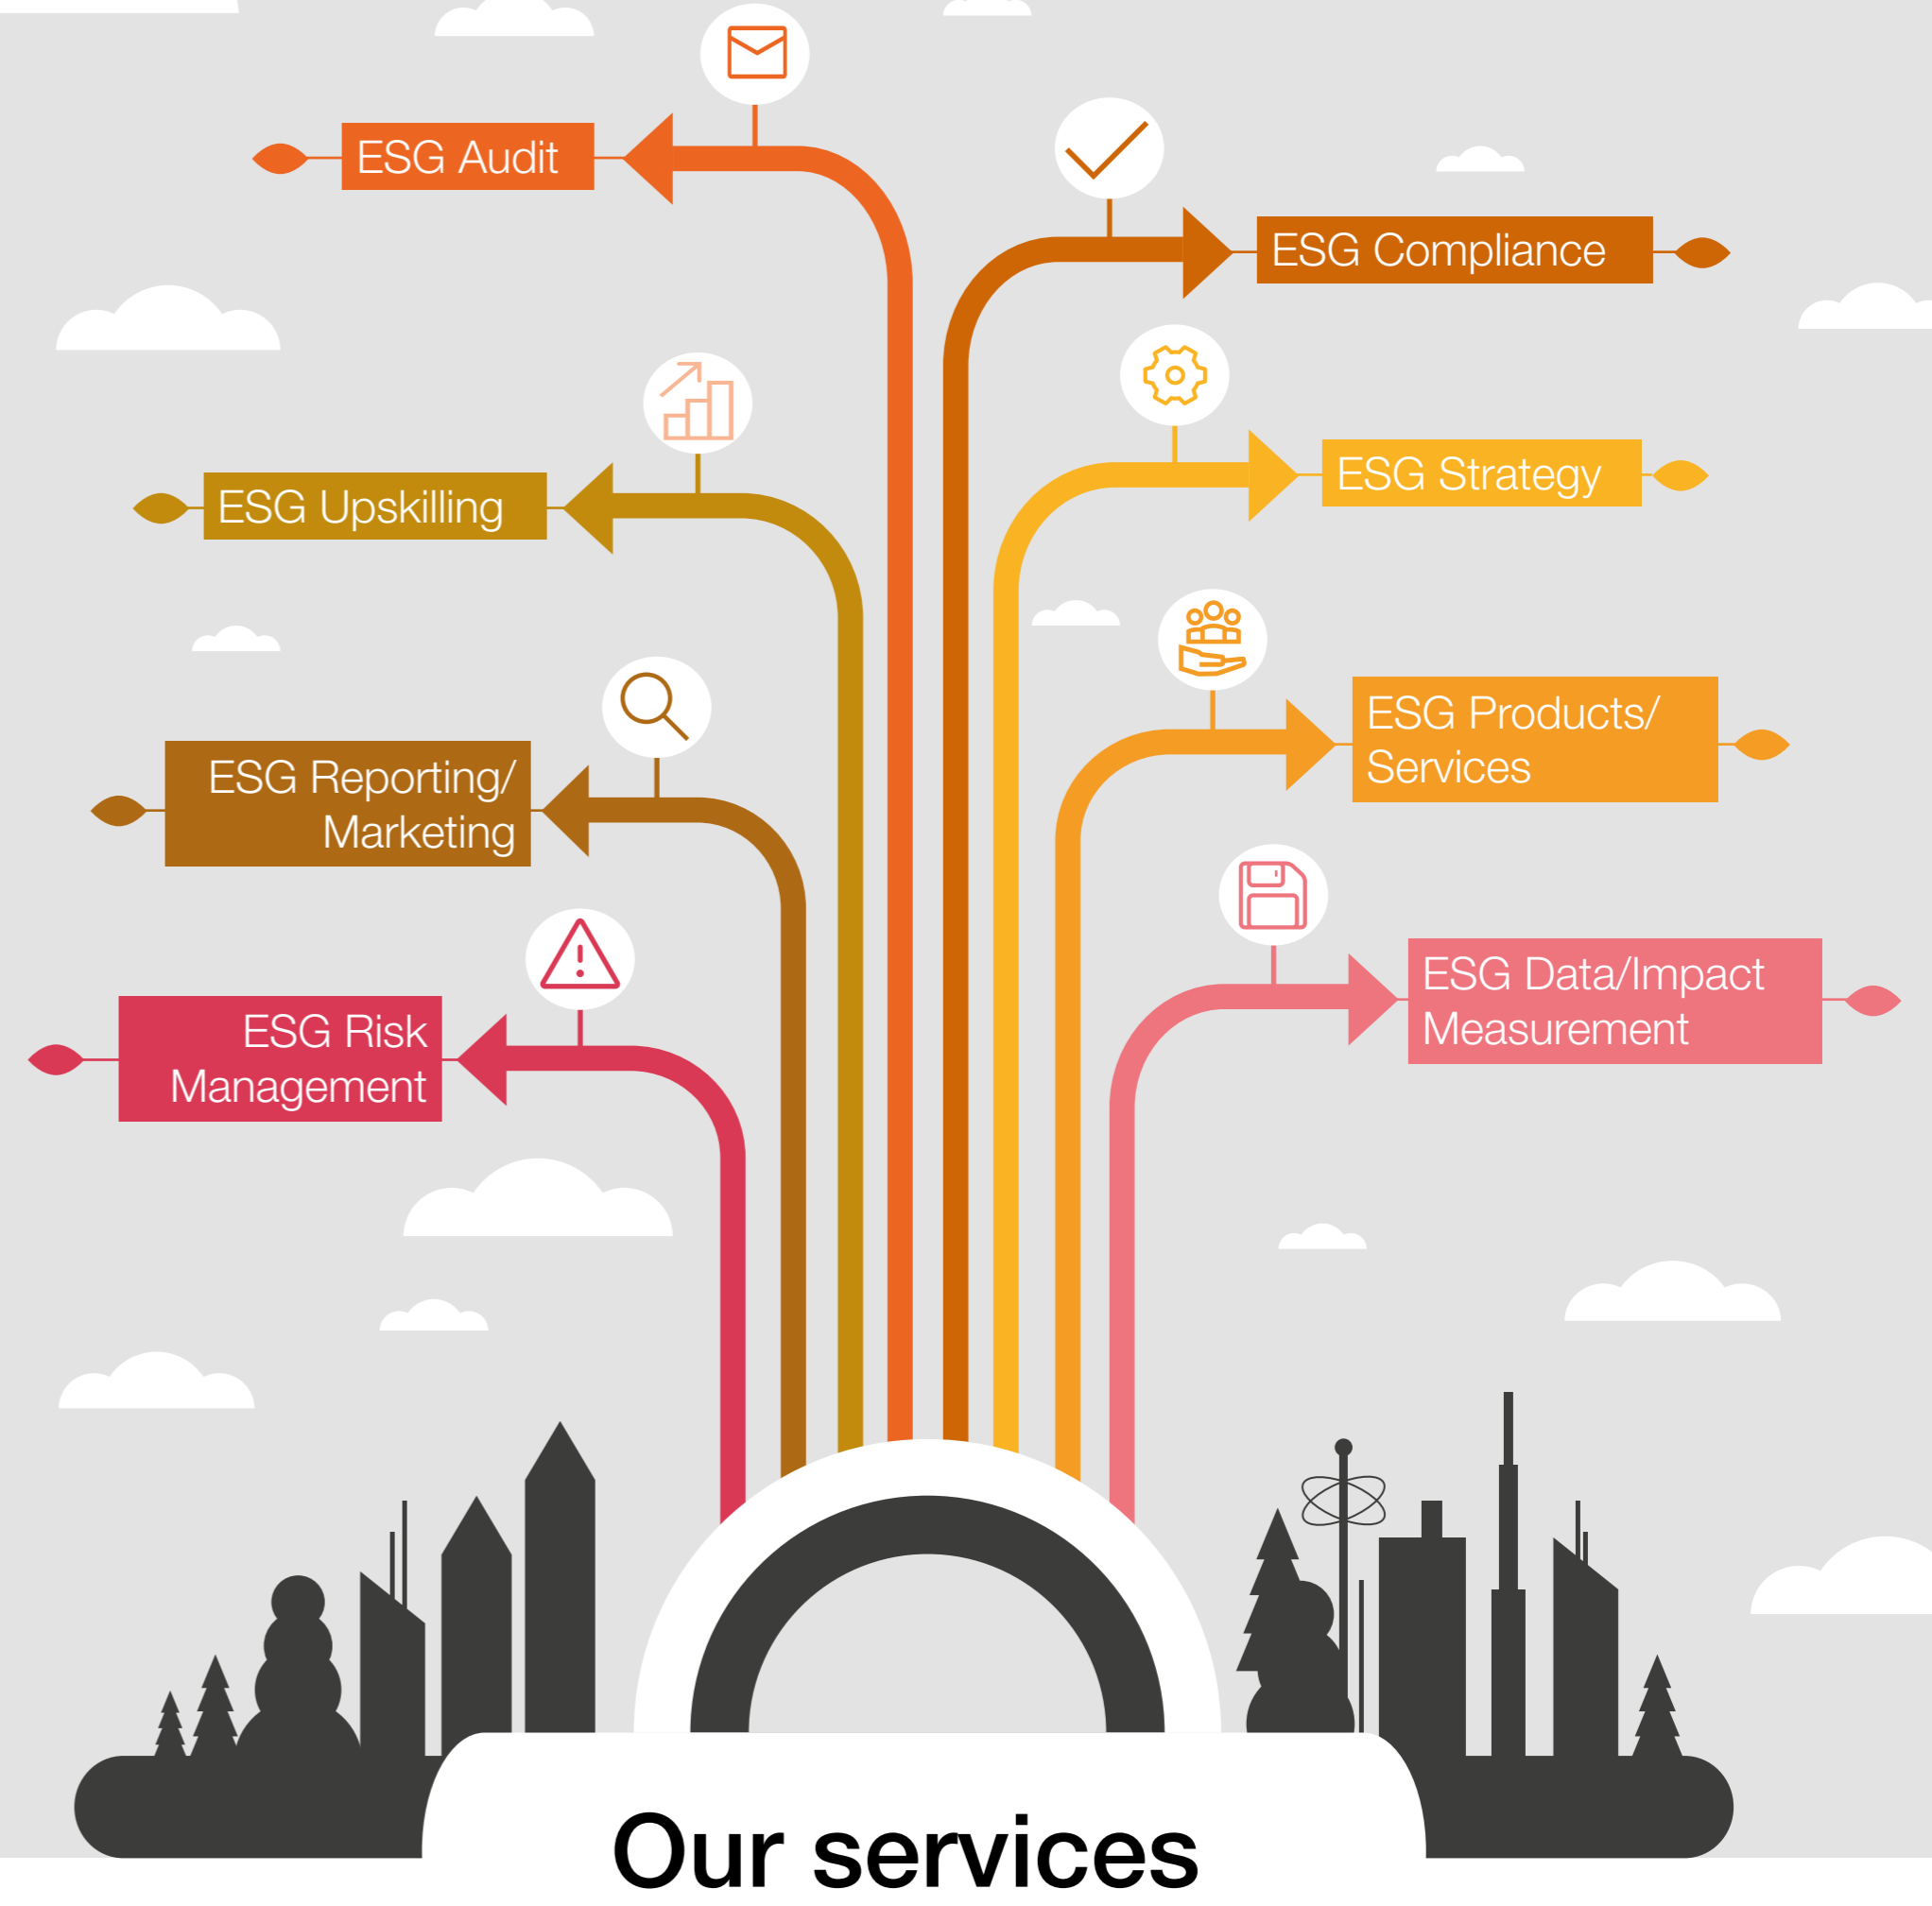 ESG Audit
ESG Compliance
ESG Strategy
ESG Upskilling
ESG Products/
Services
ESG Reporting/
Marketing
ESG Data/Impact
Measurement
ESG Risk
Management
Our services